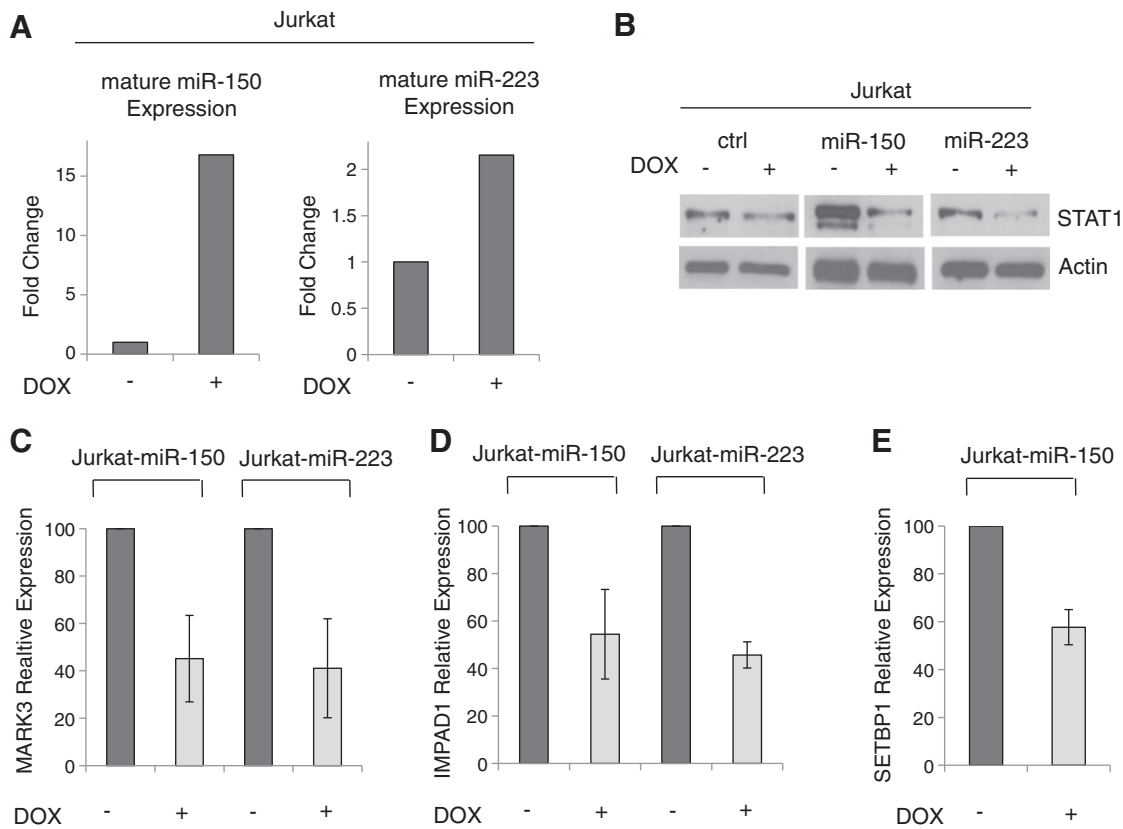 A
Jurkat
mature miR-150
Expression
mature miR-223
Expression
Fold Change
15
10
5
0
DOX - +
Fold Change
2
1.5
1
0.5
0
DOX - +
B
Jurkat
ctrl miR-150 miR-223
DOX - + - + - +
STAT1
Actin
C
Jurkat-miR-150 Jurkat-miR-223
MARK3 Realtive Expression
100
80
60
40
20
0
DOX - + - +
D
Jurkat-miR-150 Jurkat-miR-223
IMPAD1 Relative Expression
100
80
60
40
20
0
DOX - + - +
E
Jurkat-miR-150
SETBP1 Relative Expression
100
80
60
40
20
0
DOX - +